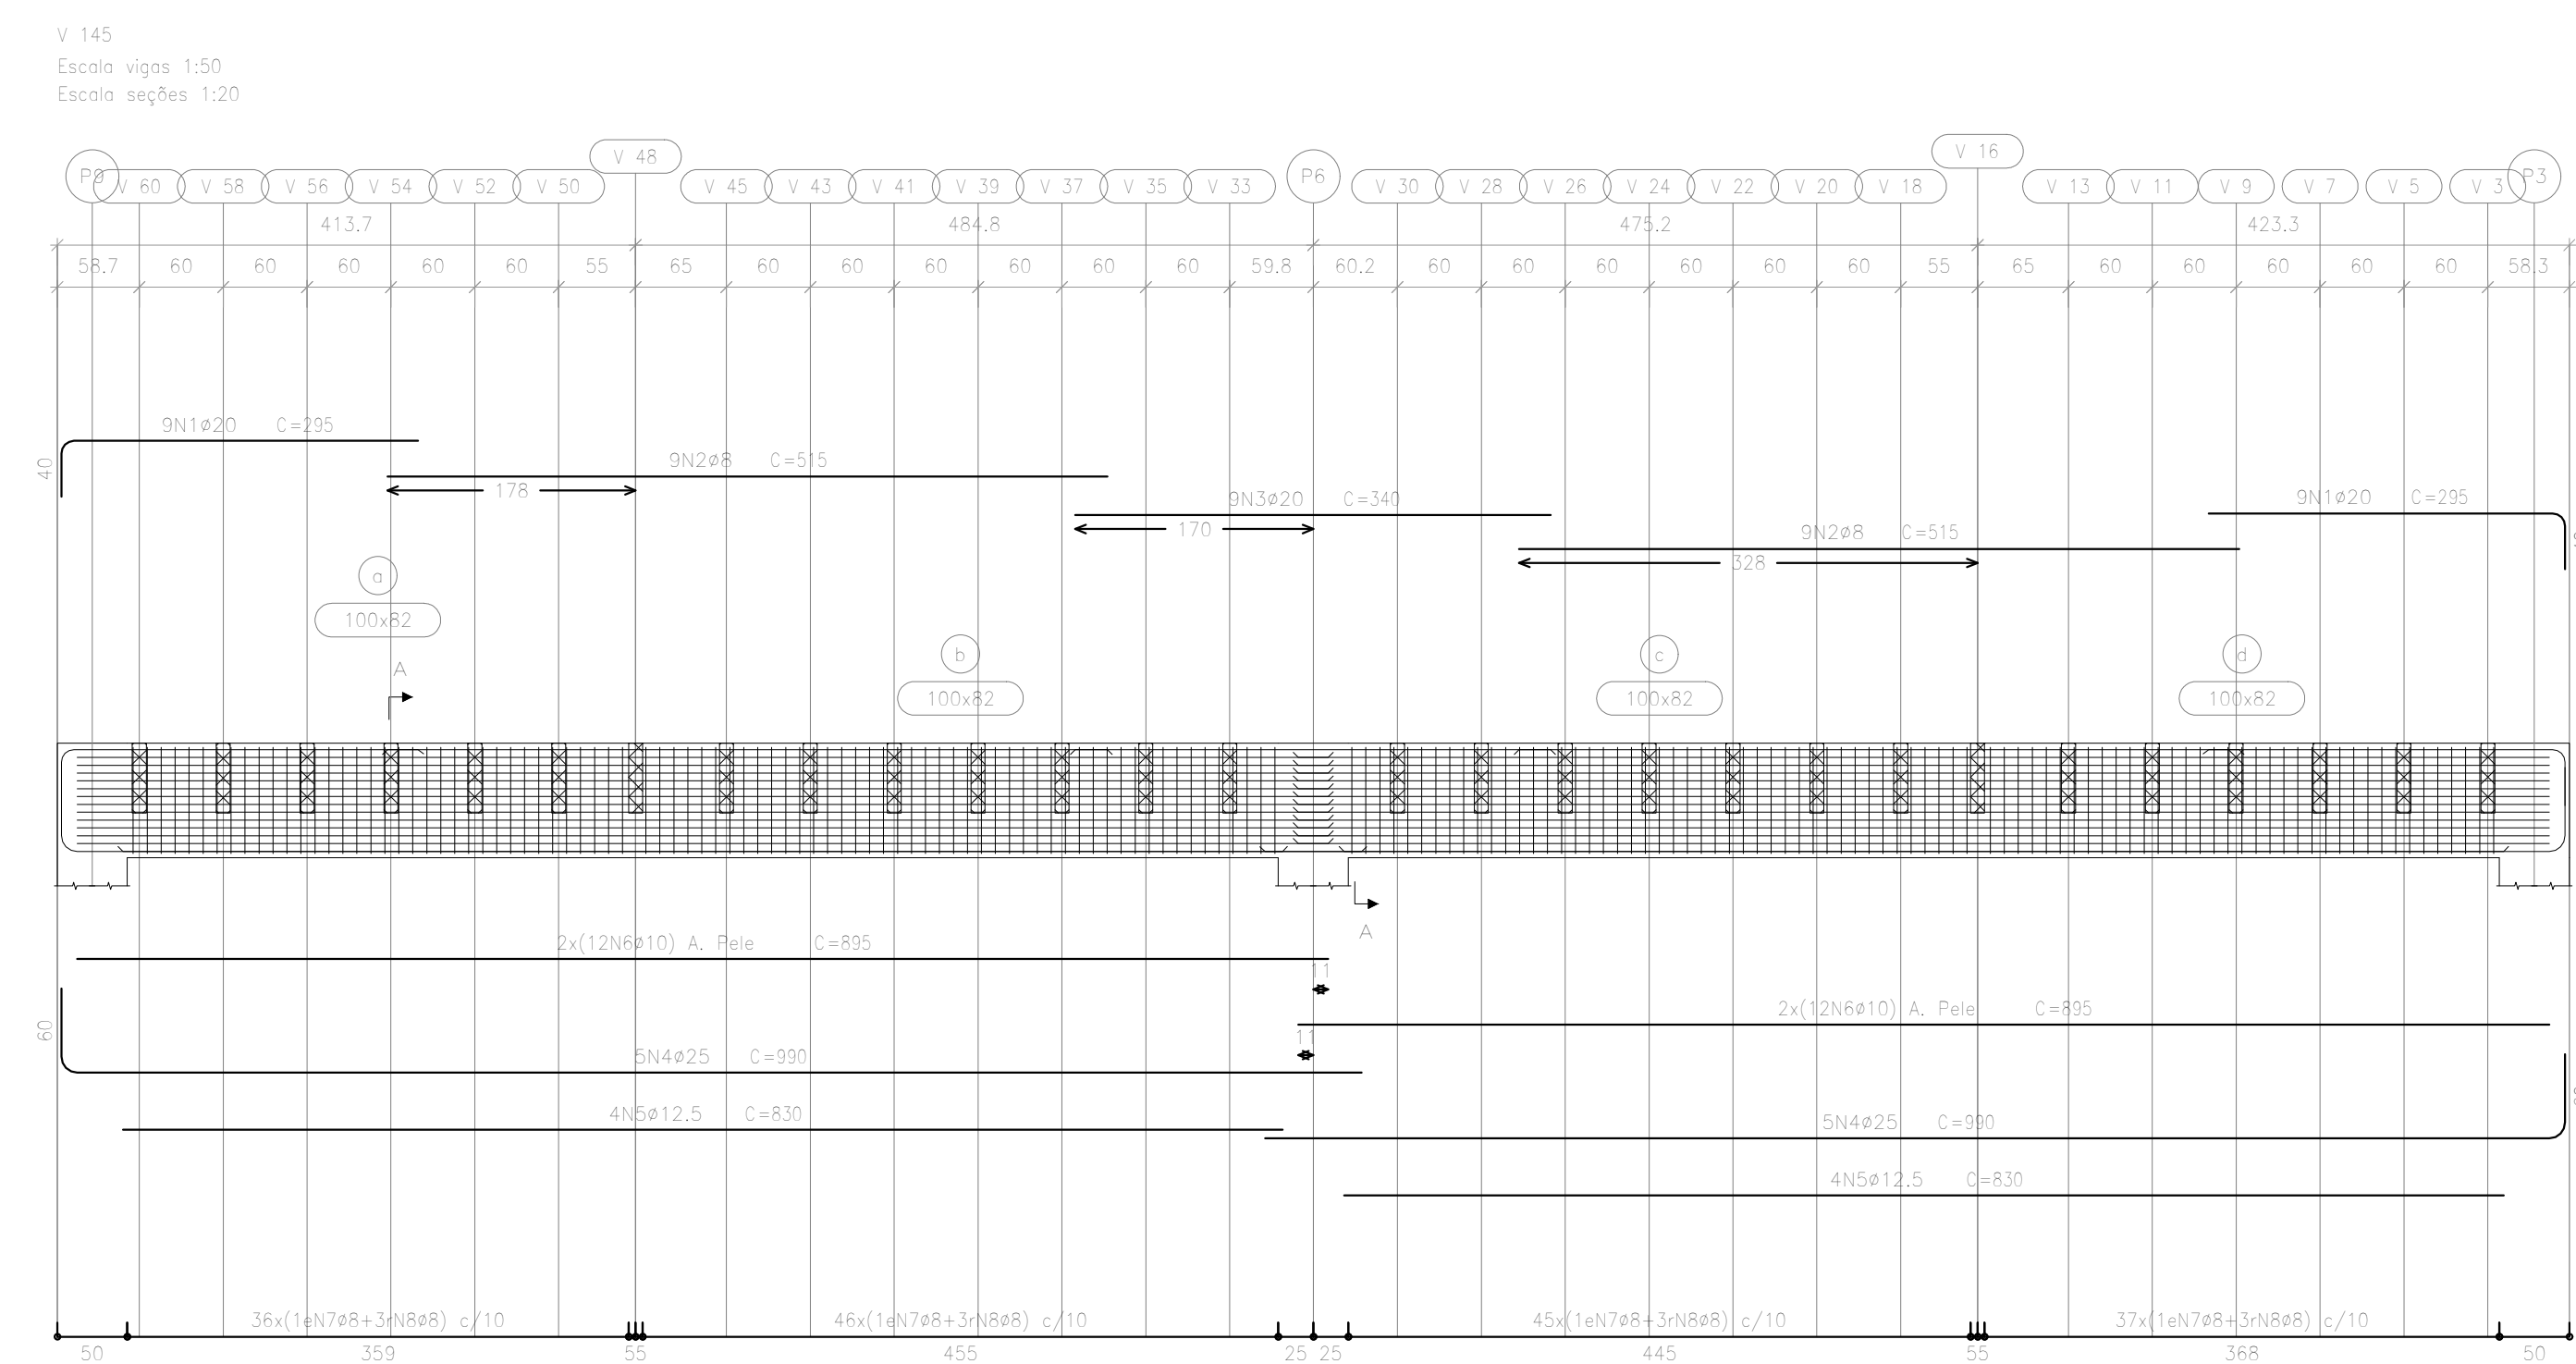 V 145
Escala vigas 1:50
Escala seções 1:20
V 48
V 16
P9
P6
P3
V 60 V 58 V 56 V 54 V 52 V 50 V 45 V 43 V 41 V 39 V 37 V 35 V 33 V 30 V 28 V 26 V 24 V 22 V 20 V 18 V 13 V 11 V 9 V 7 V 5 V 3
413.7 484.8 475.2 423.3
58.7 60 60 60 60 60 55 65 60 60 60 60 60 60 59.8 60.2 60 60 60 60 60 60 55 65 60 60 60 60 60 58.3
9N1ø20 C=295
40
9N2ø8 C=515
178
9N3ø20 C=340
170
9N1ø20 C=295
9N2ø8 C=515
328
a
100x82
b
100x82
c
100x82
d
100x82
A
A
2x(12N6ø10) A. Pele C=895
11
2x(12N6ø10) A. Pele C=895
11
60
5N4ø25 C=990
4N5ø12.5 C=830
5N4ø25 C=990
4N5ø12.5 C=830
36x(1eN7ø8+3rN8ø8) c/10 46x(1eN7ø8+3rN8ø8) c/10 45x(1eN7ø8+3rN8ø8) c/10 37x(1eN7ø8+3rN8ø8) c/10
50 359 55 455 25 25 445 55 368 50